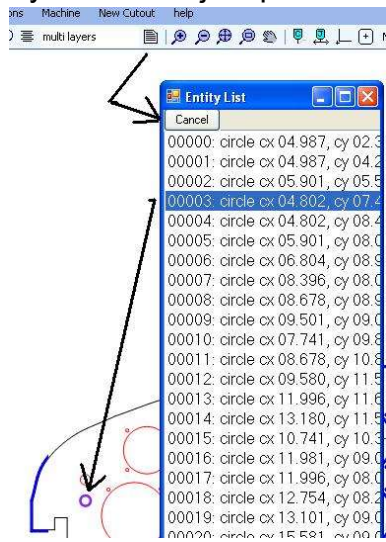 Machine New Cutout help
multi layers
Entity List
Cancel
00000: circle cx 04.987, cy 02.3
00001: circle cx 04.987, cy 04.2
00002: circle cx 05.901, cy 05.5
00003: circle cx 04.802, cy 07.4
00004: circle cx 04.802, cy 08.4
00005: circle cx 05.901, cy 08.0
00006: circle cx 06.804, cy 08.9
00007: circle cx 08.396, cy 08.0
00008: circle cx 08.678, cy 08.9
00009: circle cx 09.501, cy 09.0
00010: circle cx 07.741, cy 09.8
00011: circle cx 08.678, cy 10.8
00012: circle cx 09.580, cy 11.5
00013: circle cx 11.996, cy 11.6
00014: circle cx 13.180, cy 11.5
00015: circle cx 10.741, cy 10.3
00016: circle cx 11.981, cy 09.0
00017: circle cx 11.996, cy 08.0
00018: circle cx 12.754, cy 08.2
00019: circle cx 13.101, cy 09.0
00020: circle cx 15.581, cy 09.0